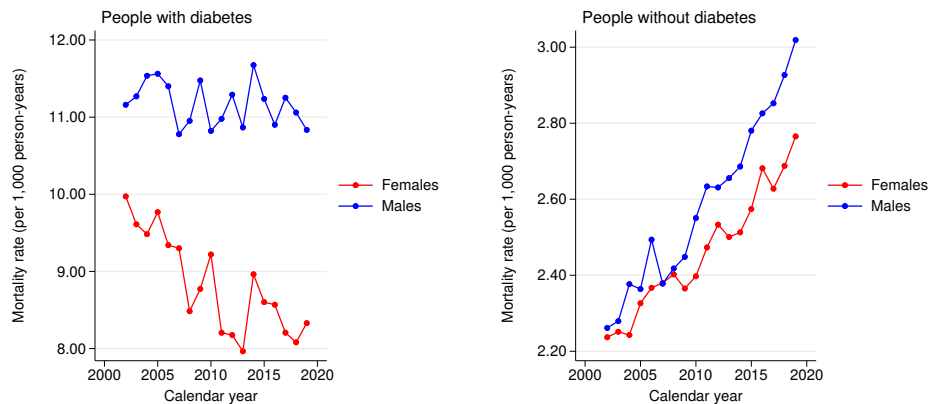 People with diabetes
12.00
11.00
10.00
9.00
8.00
Mortality rate (per 1,000 person-years)
2000 2005 2010 2015 2020
Calendar year
Females
Males
People without diabetes
3.00
2.80
2.60
2.40
2.20
Mortality rate (per 1,000 person-years)
2000 2005 2010 2015 2020
Calendar year
Females
Males